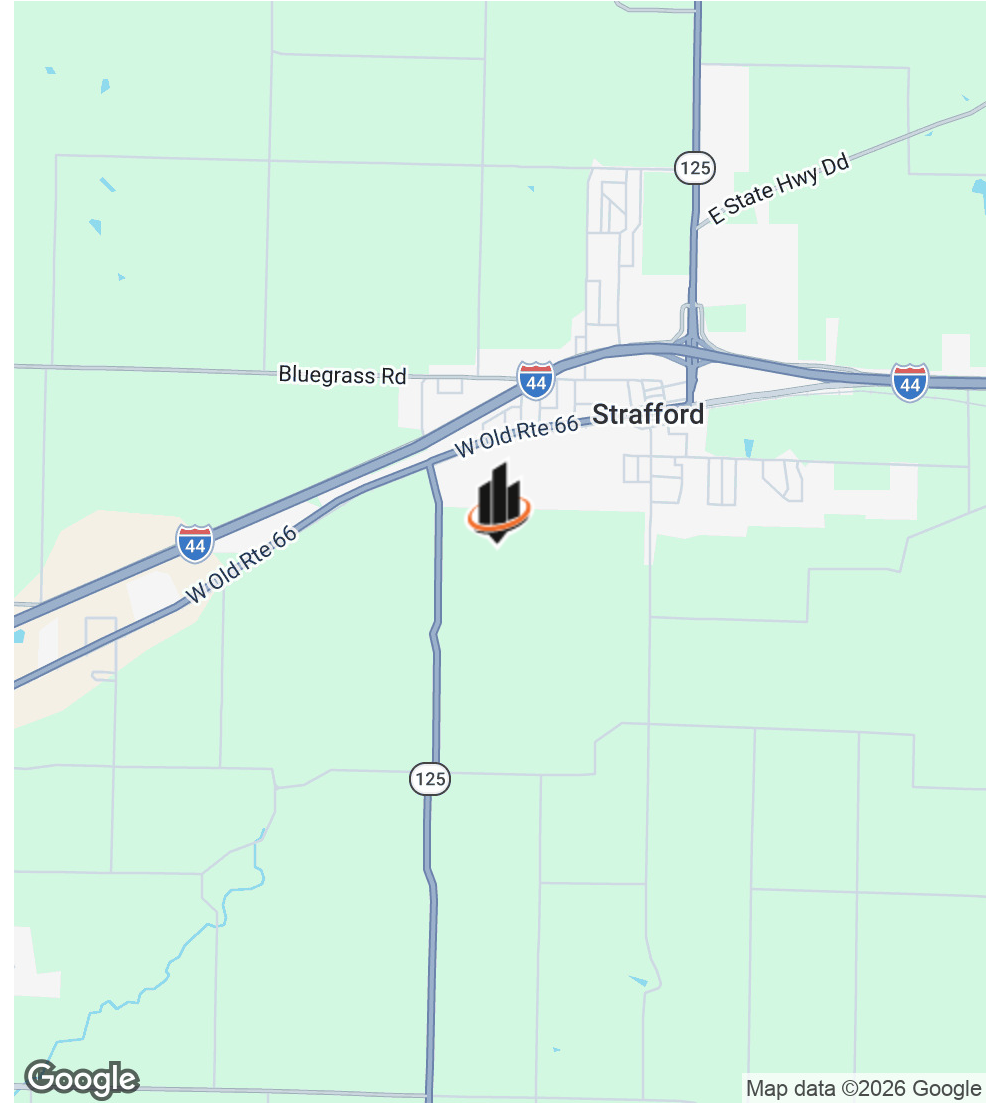 125
E State Hwy Dd
Bluegrass Rd
44
44
Strafford
W Old Rte 66
44
W Old Rte 66
125
Google
Map data ©2026 Google